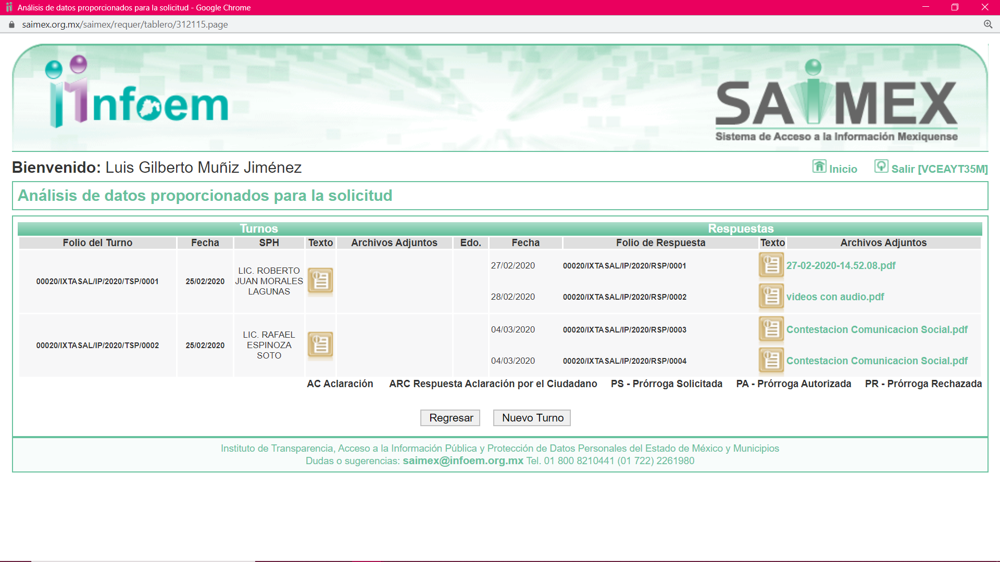 Análisis de datos proporcionados para la solicitud - Google Chrome
saimex.org.mx/saimex/requer/tablero/312115.page
infoem
SAIMEX
Sistema de Acceso a la Información Mexiquense
Bienvenido: Luis Gilberto Muñiz Jiménez
Inicio Salir [VCEAYT35M]
Análisis de datos proporcionados para la solicitud
Turnos Respuestas
Folio del Turno Fecha SPH Texto Archivos Adjuntos Edo. Fecha Folio de Respuesta Texto Archivos Adjuntos
00020/IXTASAL/IP/2020/TSP/0001 25/02/2020
LIC. ROBERTO
JUAN MORALES
LAGUNAS
27/02/2020 00020/IXTASAL/IP/2020/RSP/0001 27-02-2020-14.52.08.pdf
28/02/2020 00020/IXTASAL/IP/2020/RSP/0002 videos con audio.pdf
00020/IXTASAL/IP/2020/TSP/0002 25/02/2020
LIC. RAFAEL
ESPINOZA
SOTO
04/03/2020 00020/IXTASAL/IP/2020/RSP/0003 Contestacion Comunicacion Social.pdf
04/03/2020 00020/IXTASAL/IP/2020/RSP/0004 Contestacion Comunicacion Social.pdf
AC Aclaración ARC Respuesta Aclaración por el Ciudadano PS - Prórroga Solicitada PA - Prórroga Autorizada PR - Prórroga Rechazada
Regresar Nuevo Turno
Instituto de Transparencia, Acceso a la Información Pública y Protección de Datos Personales del Estado de México y Municipios
Dudas o sugerencias: saimex@infoem.org.mx Tel. 01 800 8210441 (01 722) 2261980